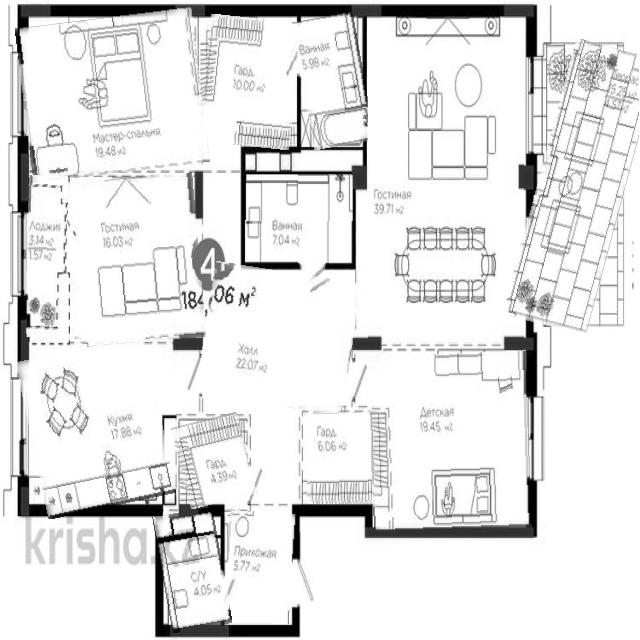 Ванная
5.98 м2
Гард.
10.00 м2
Мастер-спальня
19.48 м2
Гостиная
39.71 м2
Лоджия
3.14 м2
1.57 м2
Гостиная
16.03 м2
Ванная
7.04 м2
4
184,06 м²
Холл
22.07 м2
Кухня
17.88 м2
Детская
19.45 м2
Гард.
6.06 м2
Гард.
4.39 м2
Прихожая
5.77 м2
С/У
4.05 м2
krisha.kz